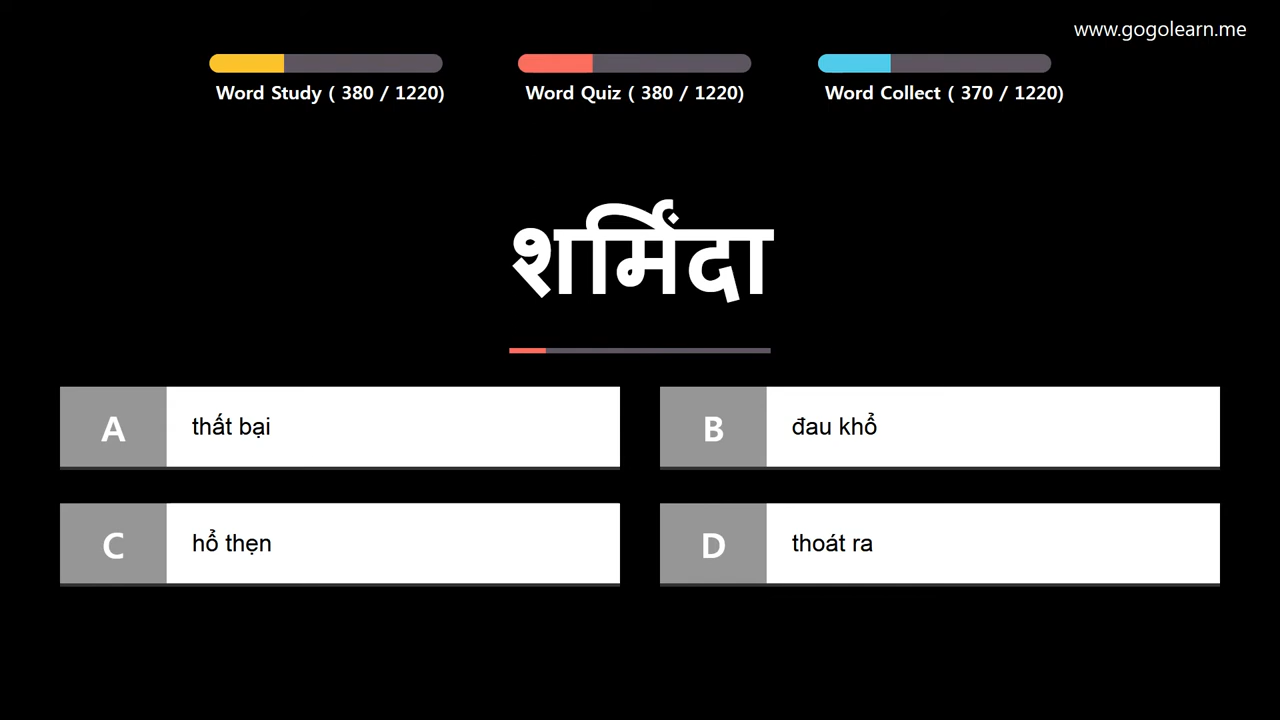 www.gogolearn.me
Word Study ( 380 / 1220)
Word Quiz ( 380 / 1220)
Word Collect ( 370 / 1220)
शर्मिंदा
A thất bại
B đau khổ
C hổ thẹn
D thoát ra